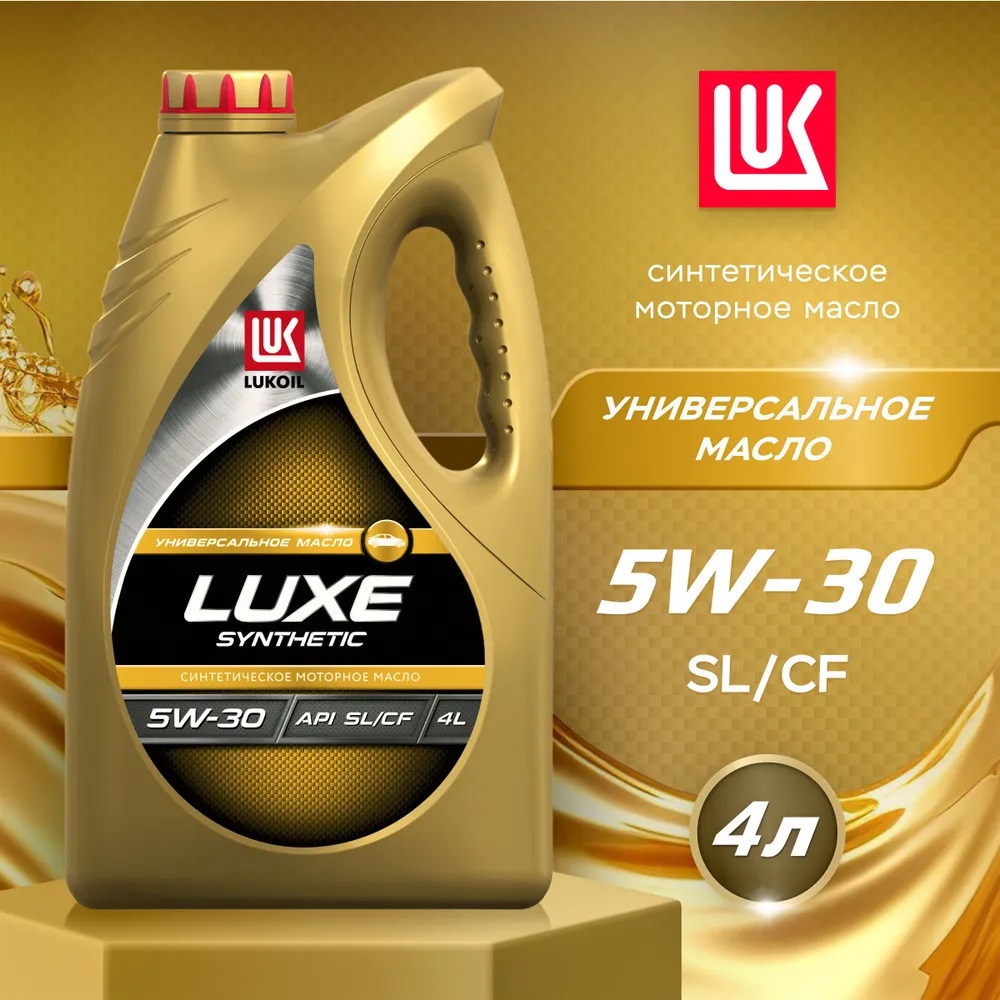 LUK
LUKOIL
УНИВЕРСАЛЬНОЕ МАСЛО
LUXE
SYNTHETIC
СИНТЕТИЧЕСКОЕ МОТОРНОЕ МАСЛО
5W-30 API SL/CF 4L
LUK
синтетическое
моторное масло
УНИВЕРСАЛЬНОЕ
МАСЛО
5W-30
SL/CF
4л